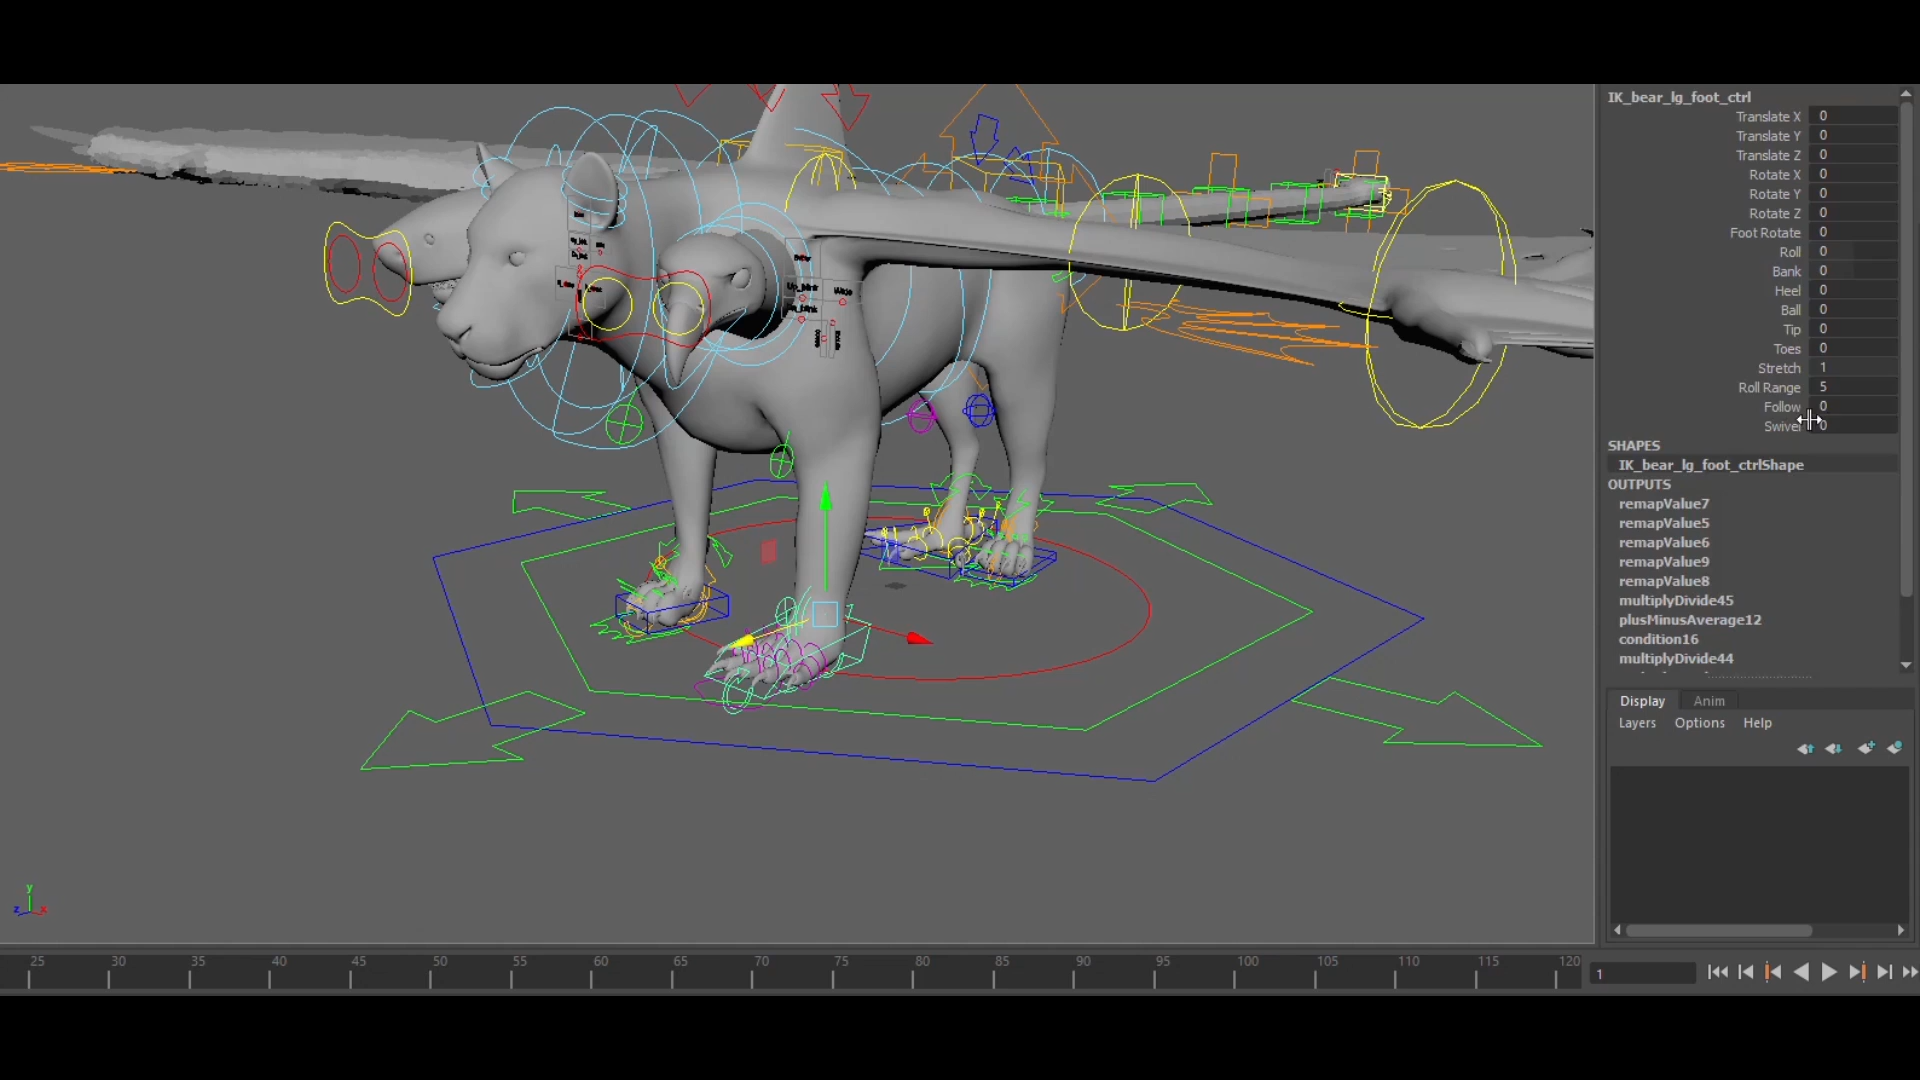 IK_bear_lg_foot_ctrl
Translate X 0
Translate Y 0
Translate Z 0
Rotate X 0
Rotate Y 0
Rotate Z 0
Foot Rotate 0
Roll 0
Bank 0
Heel 0
Ball 0
Tip 0
Toes 0
Stretch 1
Roll Range 5
Follow 0
Swivel 0
SHAPES
IK_bear_lg_foot_ctrlShape
OUTPUTS
remapValue7
remapValue5
remapValue6
remapValue9
remapValue8
multiplyDivide45
plusMinusAverage12
condition16
multiplyDivide44
Display Anim
Layers Options Help
Up_blink Wide
y
z x
25 30 35 40 45 50 55 60 65 70 75 80 85 90 95 100 105 110 115 120
1